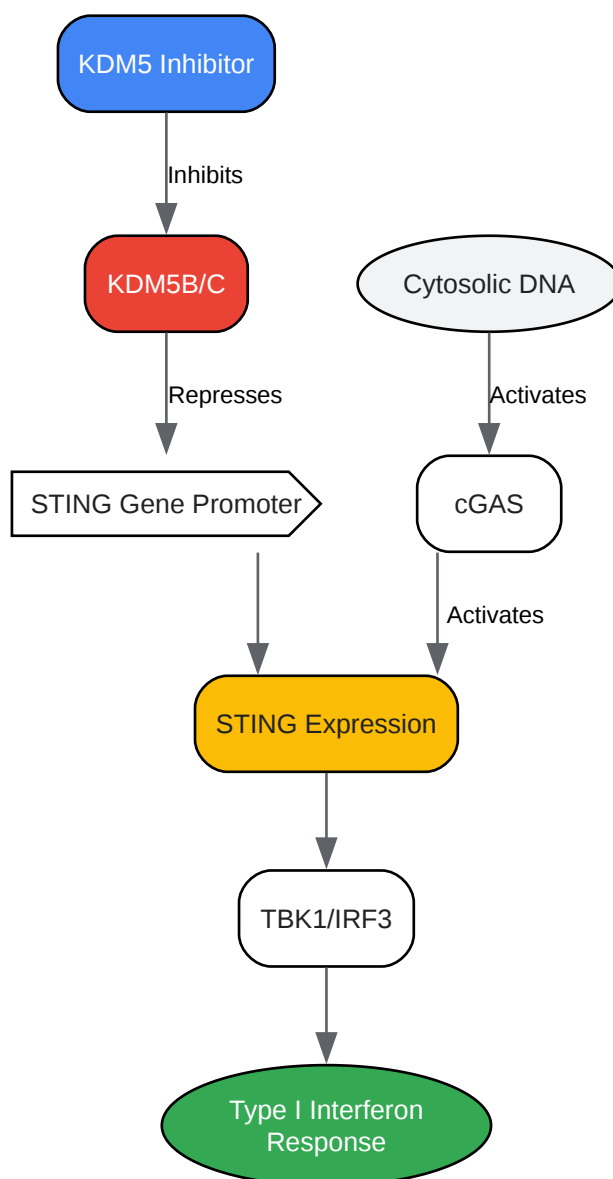 KDM5 Inhibitor
Inhibits
KDM5B/C
Cytosolic DNA
Represses
Activates
STING Gene Promoter
cGAS
Activates
STING Expression
TBK1/IRF3
Type I Interferon
Response